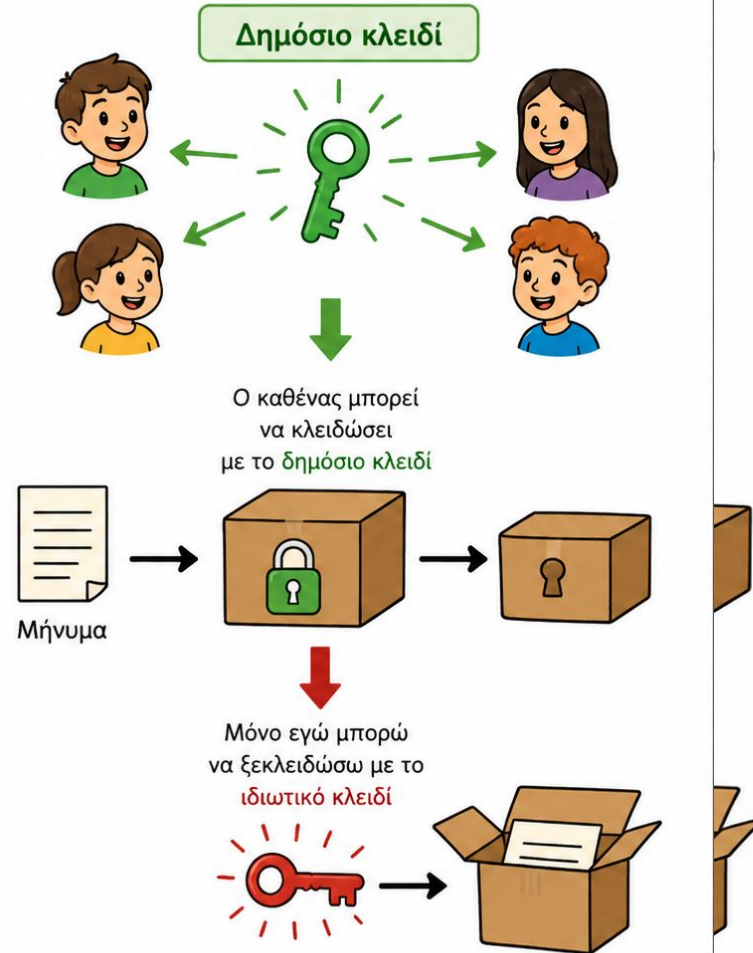 Δημόσιο κλειδί
Ο καθένας μπορεί
να κλειδώσει
με το δημόσιο κλειδί
Μήνυμα
Μόνο εγώ μπορώ
να ξεκλειδώσω με το
ιδιωτικό κλειδί